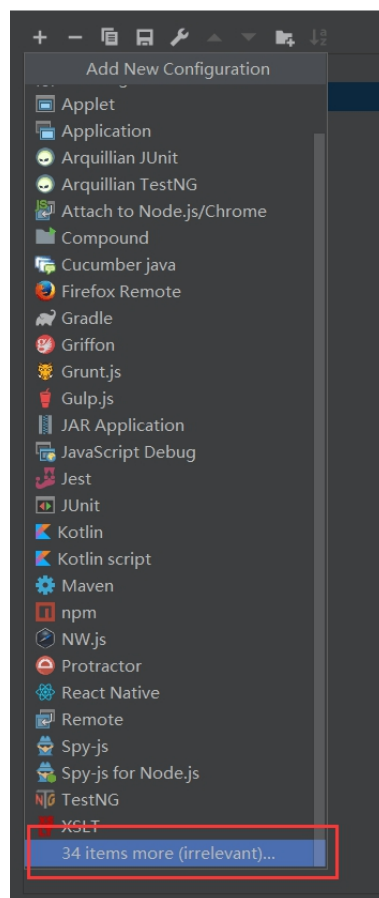 Add New Configuration
Applet
Application
Arquillian JUnit
Arquillian TestNG
Attach to Node.js/Chrome
Compound
Cucumber java
Firefox Remote
Gradle
Griffon
Grunt.js
Gulp.js
JAR Application
JavaScript Debug
Jest
JUnit
Kotlin
Kotlin script
Maven
npm
NW.js
Protractor
React Native
Remote
Spy-js
Spy-js for Node.js
TestNG
XSLT
34 items more (irrelevant)...